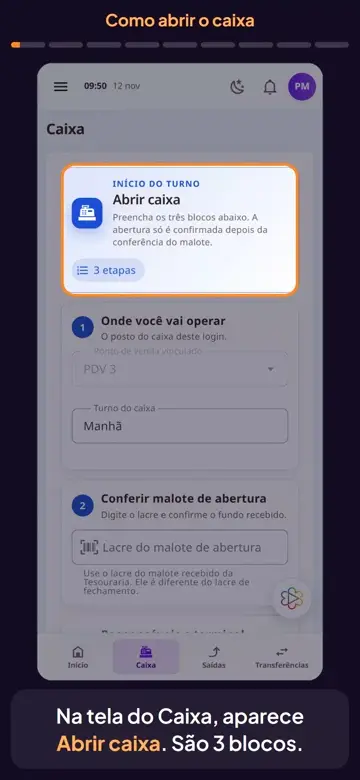 Como abrir o caixa
09:50 12 nov
PM
Caixa
INÍCIO DO TURNO
Abrir caixa
Preencha os três blocos abaixo. A
abertura só é confirmada depois da
conferência do malote.
3 etapas
1 Onde você vai operar
O posto do caixa deste login.
Ponto de venda vinculado
PDV 3
Turno do caixa
Manhã
2 Conferir malote de abertura
Digite o lacre e confirme o fundo recebido.
Lacre do malote de abertura
Use o lacre do malote recebido da
Tesouraria. Ele é diferente do lacre de
fechamento.
Início
Caixa
Saídas
Transferências
Na tela do Caixa, aparece
Abrir caixa. São 3 blocos.